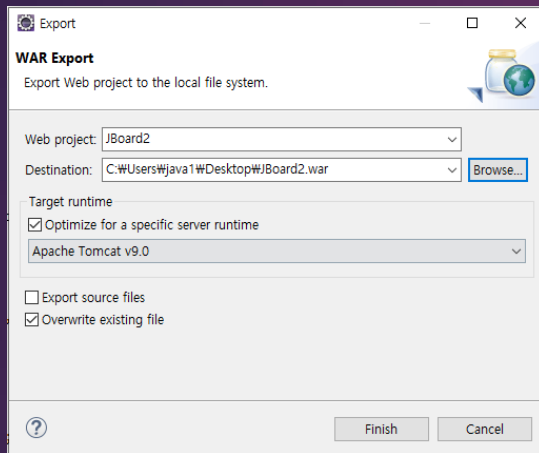 Export
WAR Export
Export Web project to the local file system.
Web project: JBoard2
Destination: C:₩Users₩java1₩Desktop₩JBoard2.war Browse...
Target runtime
Optimize for a specific server runtime
Apache Tomcat v9.0
Export source files
Overwrite existing file
? Finish Cancel